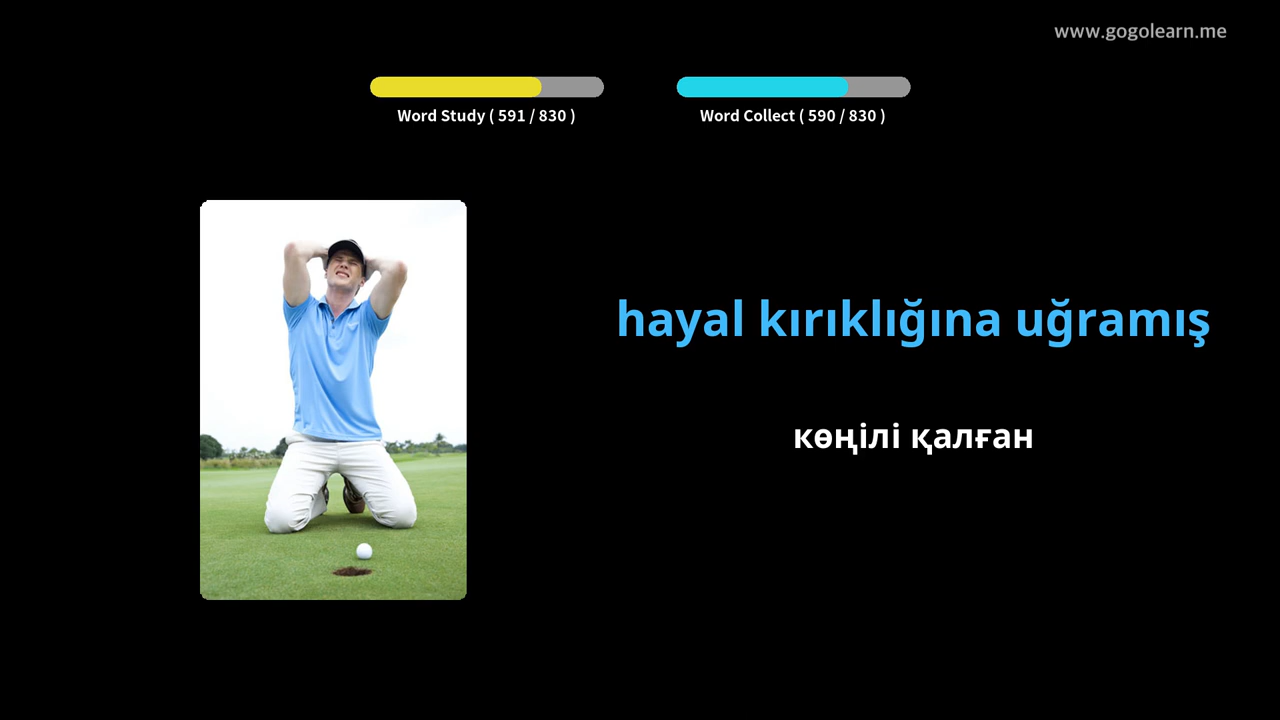 www.gogolearn.me
Word Study ( 591 / 830 )
Word Collect ( 590 / 830 )
hayal kırıklığına uğramış
көңілі қалған